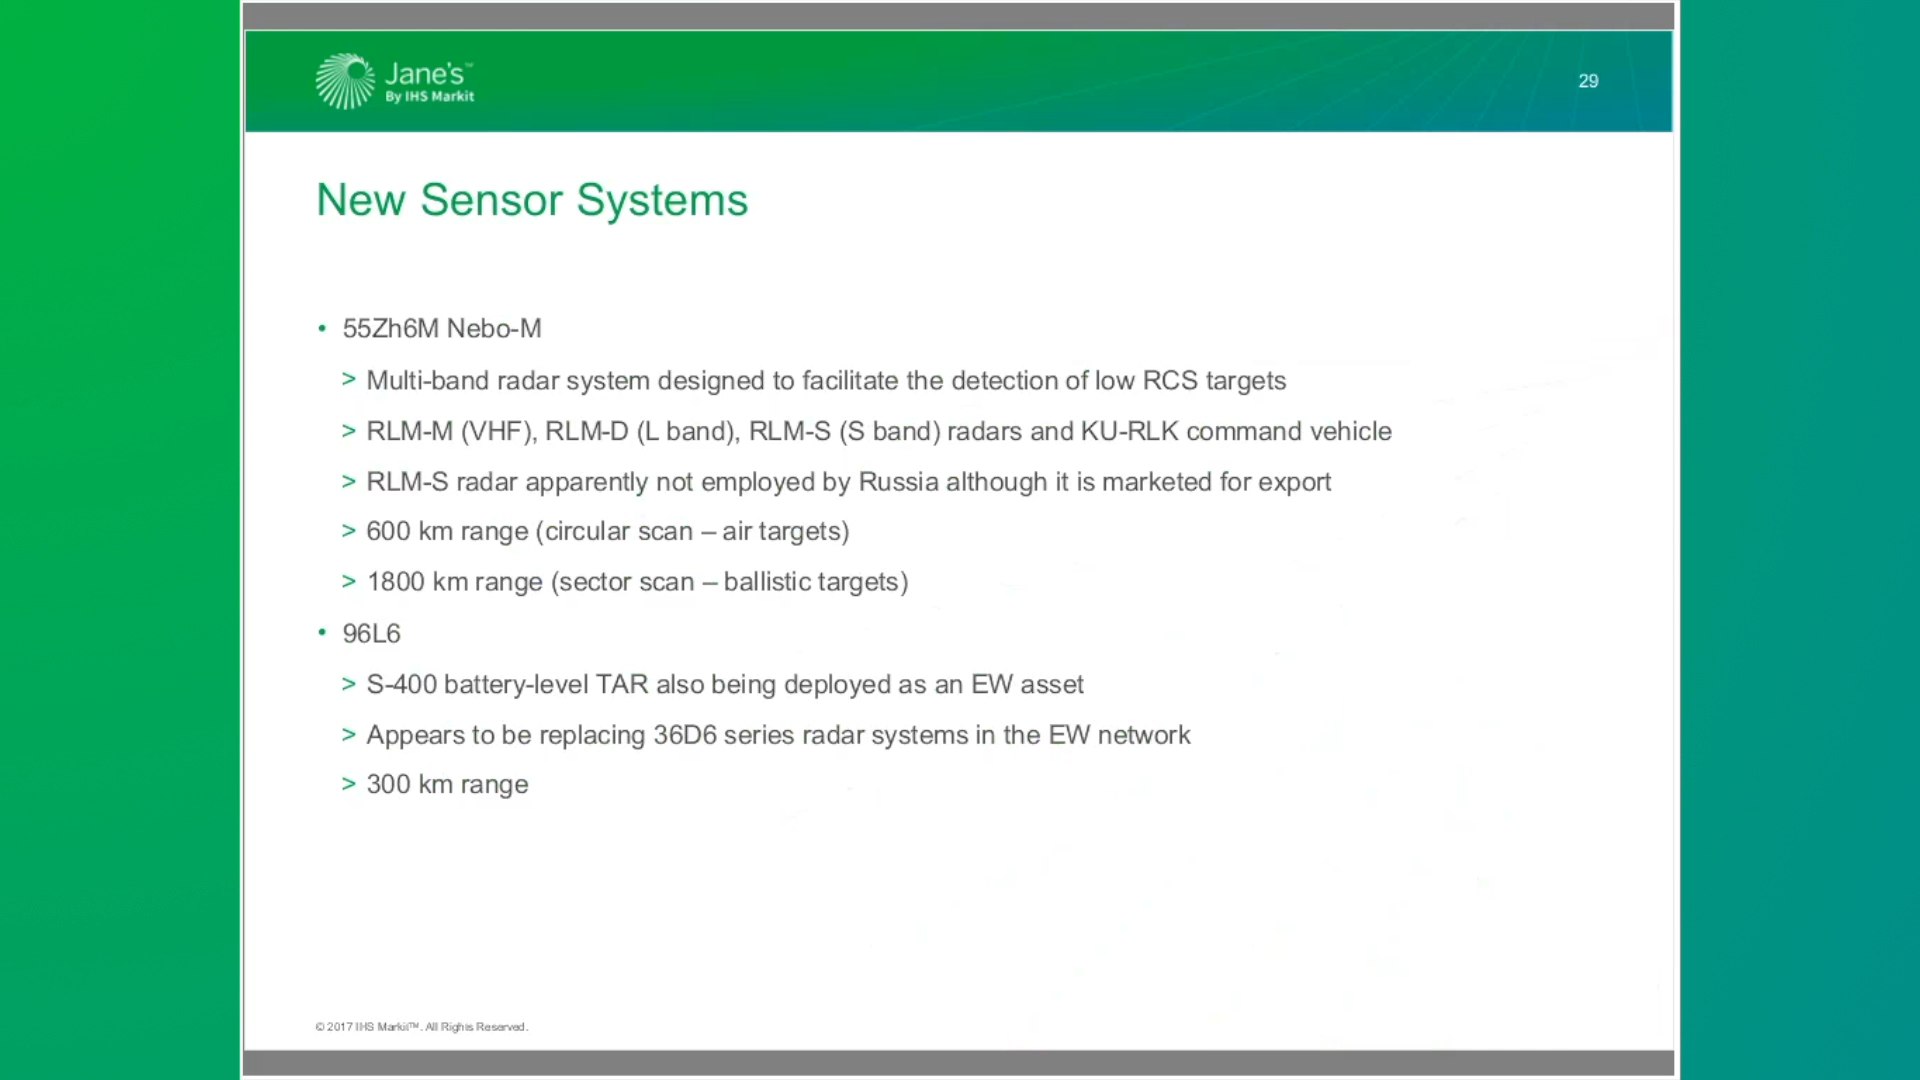 Jane's™
By IHS Markit
29
New Sensor Systems
• 55Zh6M Nebo-M
> Multi-band radar system designed to facilitate the detection of low RCS targets
> RLM-M (VHF), RLM-D (L band), RLM-S (S band) radars and KU-RLK command vehicle
> RLM-S radar apparently not employed by Russia although it is marketed for export
> 600 km range (circular scan – air targets)
> 1800 km range (sector scan – ballistic targets)
• 96L6
> S-400 battery-level TAR also being deployed as an EW asset
> Appears to be replacing 36D6 series radar systems in the EW network
> 300 km range
© 2017 IHS Markit™. All Rights Reserved.